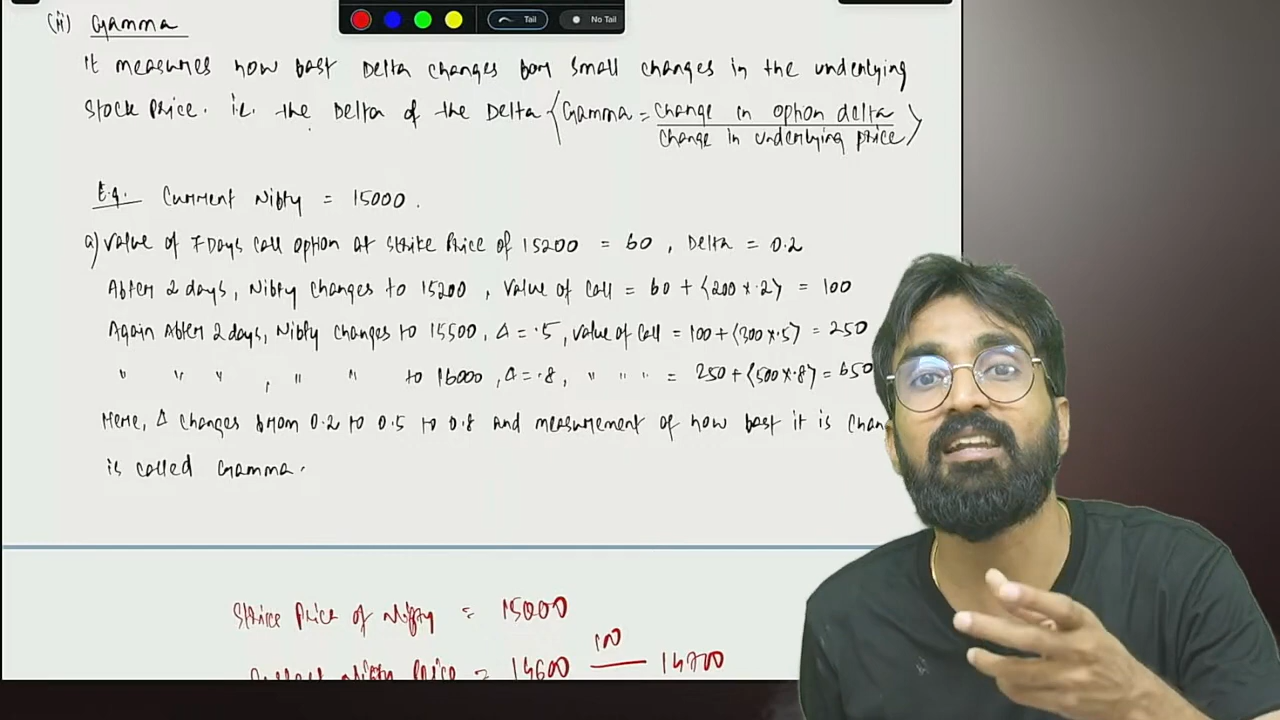 (ii) Gamma
Tail
No Tail
It measures how fast Delta changes for small changes in the underlying
Stock Price. i.e. the Delta of the Delta {Gamma = change in option delta / change in underlying price}
E.g. Current Nifty = 15000.
a) Value of 7 Days call option at strike Price of 15200 = 60, Delta = 0.2
After 2 days, Nifty changes to 15200, Value of call = 60 + {200 x .2} = 100
Again After 2 days, Nifty changes to 15500, Δ = .5, Value of call = 100 + {300 x .5} = 250
" " " , " " to 16000, Δ = .8, " " " = 250 + {500 x .8} = 650
Here, Δ changes from 0.2 to 0.5 to 0.8 and measurement of how fast it is chan
is called Gamma.
Strike Price of Nifty = 15000
Nifty Price = 14600 100 14700